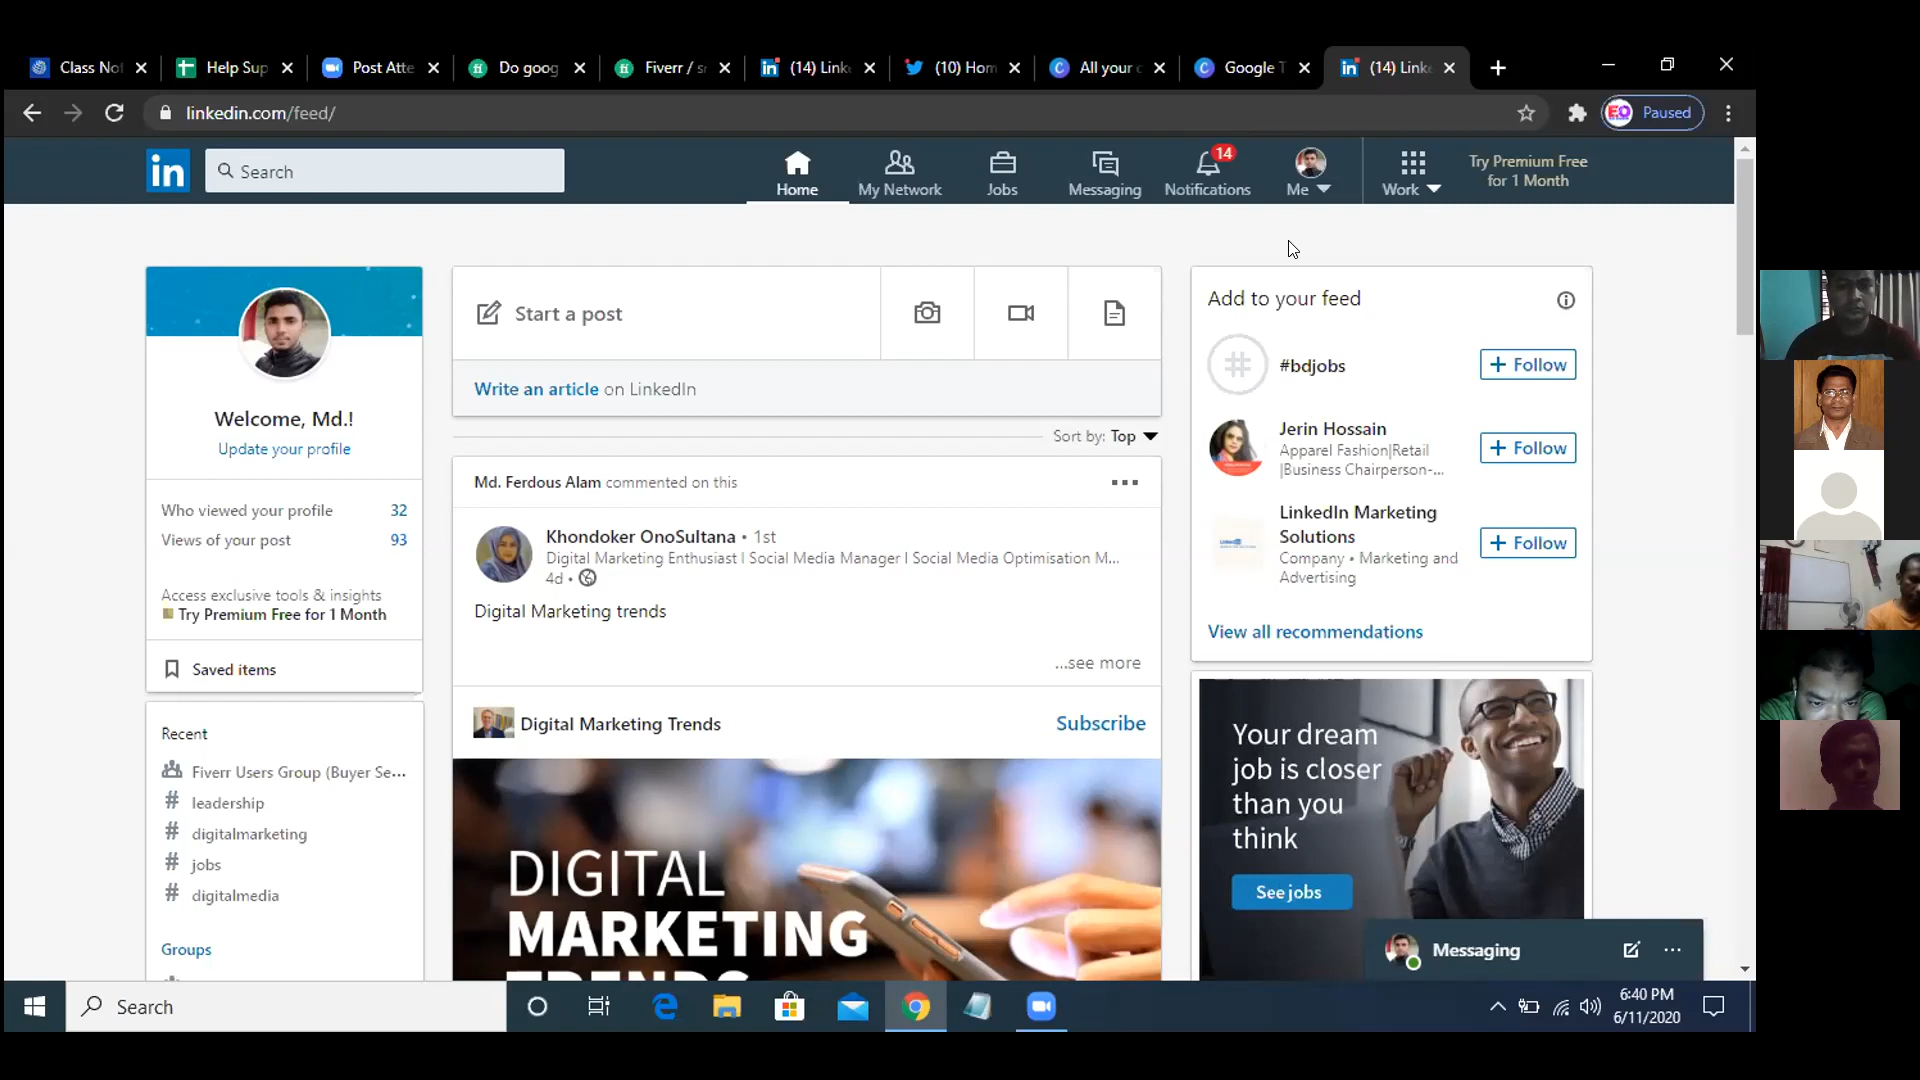 Class Not
Help Sup
Post Atte
Do goog
Fiverr / s
(14) Link
(10) Hom
All your c
Google T
(14) Link
linkedin.com/feed/
Paused
in
Search
Home
My Network
Jobs
Messaging
14
Notifications
Me
Work
Try Premium Free
for 1 Month
Welcome, Md.!
Update your profile
Who viewed your profile 32
Views of your post 93
Access exclusive tools & insights
Try Premium Free for 1 Month
Saved items
Recent
Fiverr Users Group (Buyer Se...
# leadership
# digitalmarketing
# jobs
# digitalmedia
Groups
Start a post
Write an article on LinkedIn
Sort by: Top
Md. Ferdous Alam commented on this
Khondoker OnoSultana • 1st
Digital Marketing Enthusiast l Social Media Manager l Social Media Optimisation M...
4d •
Digital Marketing trends
...see more
Digital Marketing Trends
Subscribe
DIGITAL
MARKETING
TRENDS
Add to your feed
#bdjobs
+ Follow
Jerin Hossain
Apparel Fashion|Retail
|Business Chairperson-...
+ Follow
LinkedIn Marketing
Solutions
Company • Marketing and
Advertising
+ Follow
View all recommendations
Your dream
job is closer
than you
think
See jobs
Messaging
Search
6:40 PM
6/11/2020